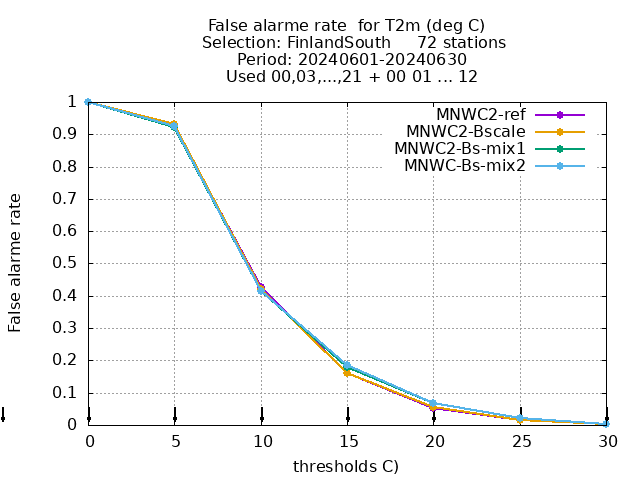 False alarme rate  for T2m (deg C)
Selection: FinlandSouth     72 stations
Period: 20240601-20240630
Used 00,03,...,21 + 00 01 ... 12
MNWC2-ref
MNWC2-Bscale
MNWC2-Bs-mix1
MNWC-Bs-mix2
False alarme rate
1
0.9
0.8
0.7
0.6
0.5
0.4
0.3
0.2
0.1
0
0 5 10 15 20 25 30
thresholds C)